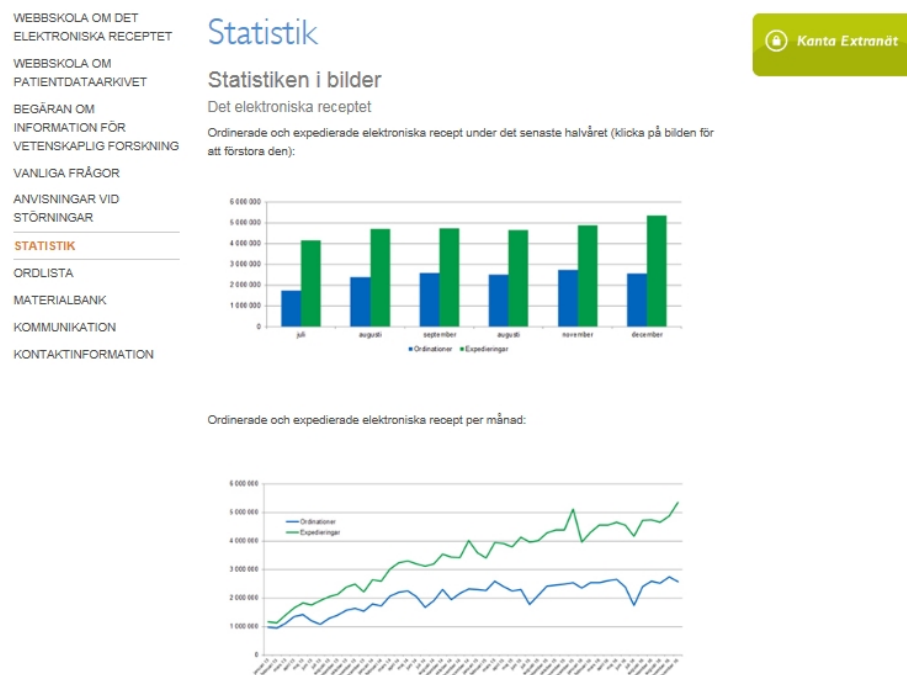 WEBBSKOLA OM DET
ELEKTRONISKA RECEPTET
WEBBSKOLA OM
PATIENTDATAARKIVET
BEGÄRAN OM
INFORMATION FÖR
VETENSKAPLIG FORSKNING
VANLIGA FRÅGOR
ANVISNINGAR VID
STÖRNINGAR
STATISTIK
ORDLISTA
MATERIALBANK
KOMMUNIKATION
KONTAKTINFORMATION
Statistik
Statistiken i bilder
Det elektroniska receptet
Ordinerade och expedierade elektroniska recept under det senaste halvåret (klicka på bilden för
att förstora den):
6 000 000
5 000 000
4 000 000
3 000 000
2 000 000
1 000 000
0
juli augusti september augusti november december
Ordinationer Expedieringar
Ordinerade och expedierade elektroniska recept per månad:
6 000 000
5 000 000
4 000 000
3 000 000
2 000 000
1 000 000
0
Ordinationer
Expedieringar
Kanta Extranät